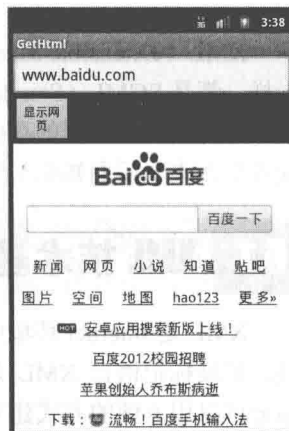 3:38
GetHtml
www.baidu.com
显示网
页
Bai du 百度
百度一下
新闻 网页 小说 知道 贴吧
图片 空间 地图 hao123 更多»
HOT 安卓应用搜索新版上线！
百度2012校园招聘
苹果创始人乔布斯病逝
下载：流畅！百度手机输入法